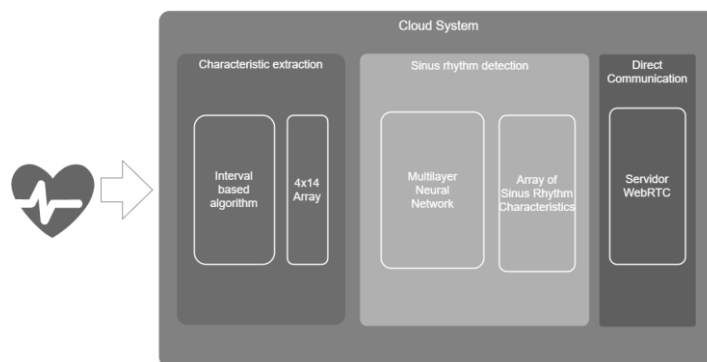 Cloud System
Characteristic extraction
Interval
based
algorithm
4x14
Array
Sinus rhythm detection
Multilayer
Neural
Network
Array of
Sinus Rhythm
Characteristics
Direct
Communication
Servidor
WebRTC